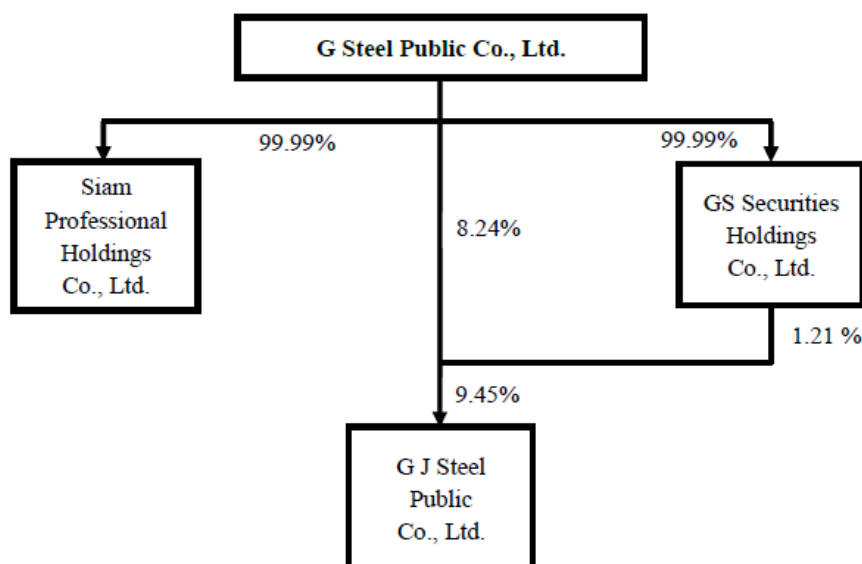 G Steel Public Co., Ltd.
99.99%
99.99%
Siam
Professional
Holdings
Co., Ltd.
8.24%
GS Securities
Holdings
Co., Ltd.
1.21 %
9.45%
G J Steel
Public
Co., Ltd.